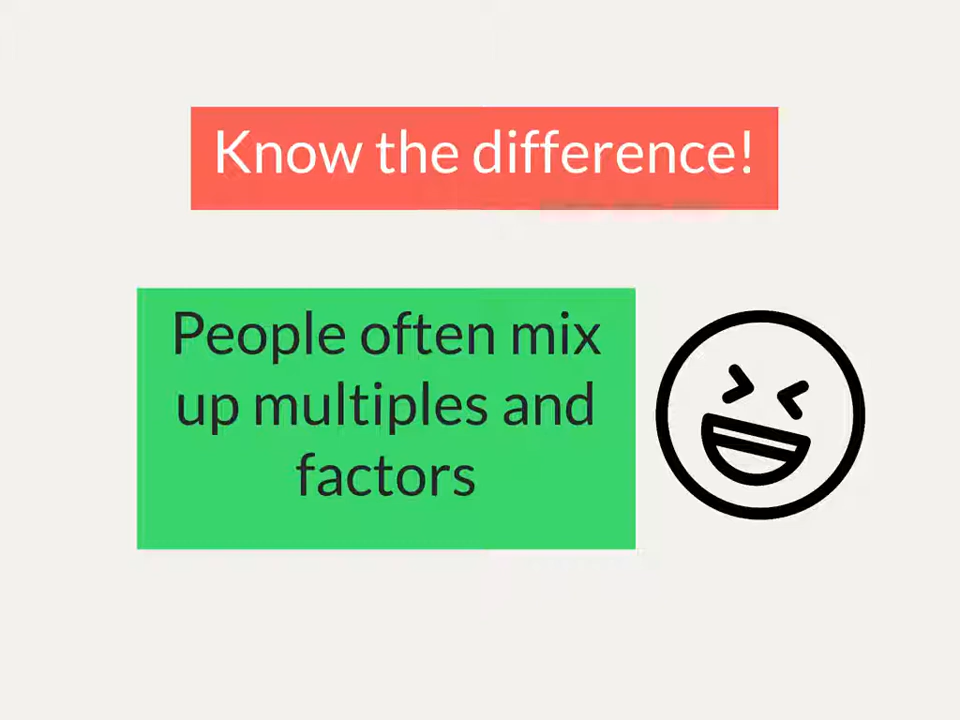 Know the difference!
People often mix
up multiples and
factors